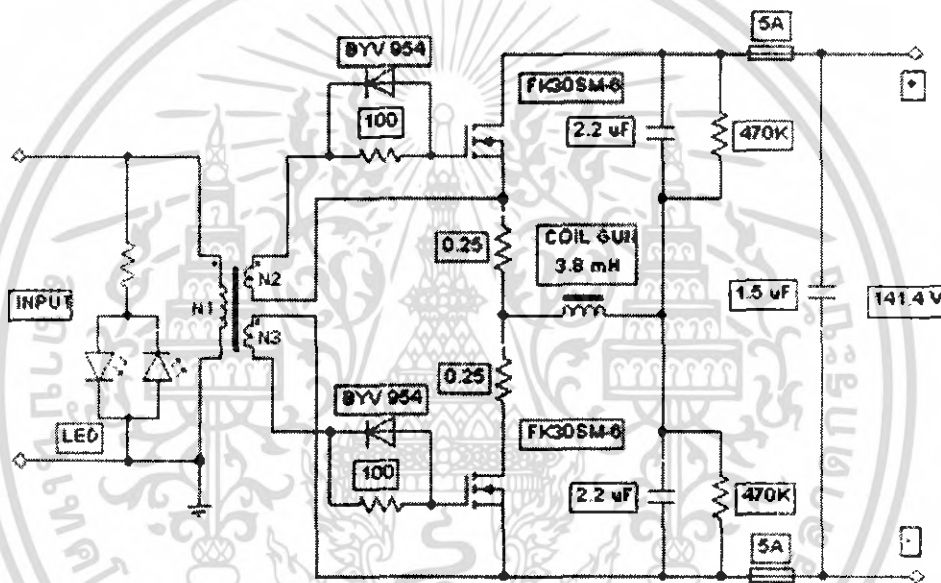 5A
BYV 954
FK30SM-6
+
100
2.2 uF
470K
COIL GUN
3.8 mH
0.25
N2
INPUT
N1
1.5 uF
141.4 V
N3
0.25
BYV 954
FK30SM-6
LED
100
2.2 uF
470K
-
5A